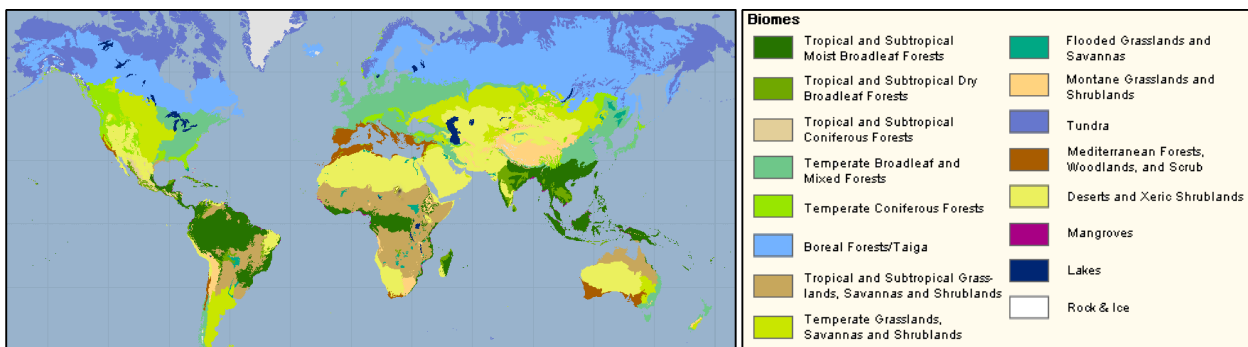 Biomes
Tropical and Subtropical
Moist Broadleaf Forests
Tropical and Subtropical Dry
Broadleaf Forests
Tropical and Subtropical
Coniferous Forests
Temperate Broadleaf and
Mixed Forests
Temperate Coniferous Forests
Boreal Forests/Taiga
Tropical and Subtropical Grass-
lands, Savannas and Shrublands
Temperate Grasslands,
Savannas and Shrublands
Flooded Grasslands and
Savannas
Montane Grasslands and
Shrublands
Tundra
Mediterranean Forests,
Woodlands, and Scrub
Deserts and Xeric Shrublands
Mangroves
Lakes
Rock & Ice